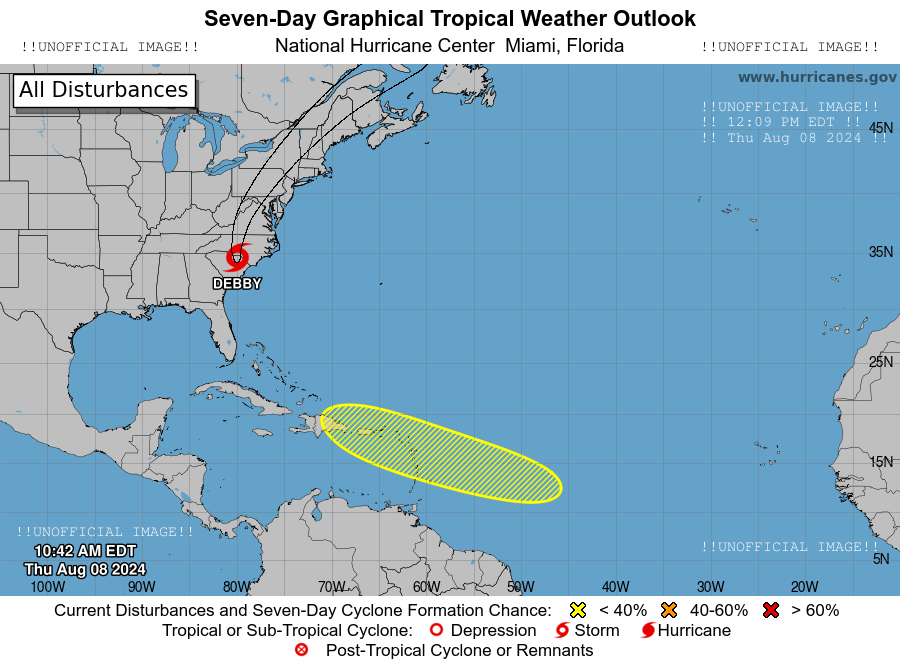 Seven-Day Graphical Tropical Weather Outlook
!!UNOFFICIAL IMAGE!! National Hurricane Center Miami, Florida !!UNOFFICIAL IMAGE!!
All Disturbances
www.hurricanes.gov
!!UNOFFICIAL IMAGE!!
!! 12:09 PM EDT !!
!! Thu Aug 08 2024 !!
45N
35N
DEBBY
25N
15N
!!UNOFFICIAL IMAGE!!
!!UNOFFICIAL IMAGE!!
10:42 AM EDT
5N
Thu Aug 08 2024
100W 90W 80W 70W 60W 50W 40W 30W 20W
Current Disturbances and Seven-Day Cyclone Formation Chance: < 40% 40-60% > 60%
Tropical or Sub-Tropical Cyclone: Depression Storm Hurricane
Post-Tropical Cyclone or Remnants